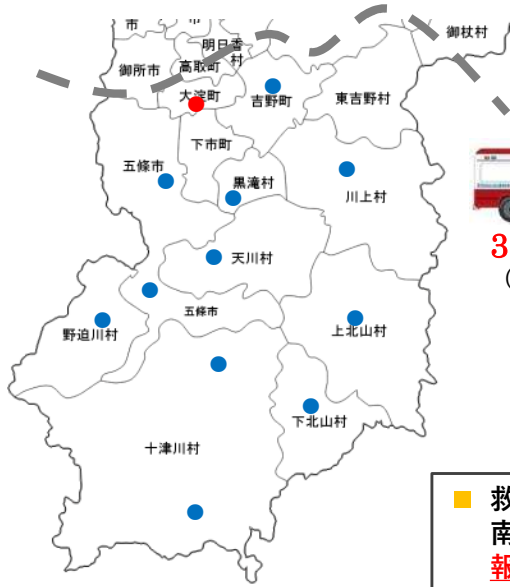 市
市
明日香
村
御杖村
御所市
高取町
大淀町
吉野町
東吉野村
下市町
五條市
黒滝村
川上村
3
（
天川村
五條市
野迫川村
上北山村
下北山村
十津川村
救
南
報